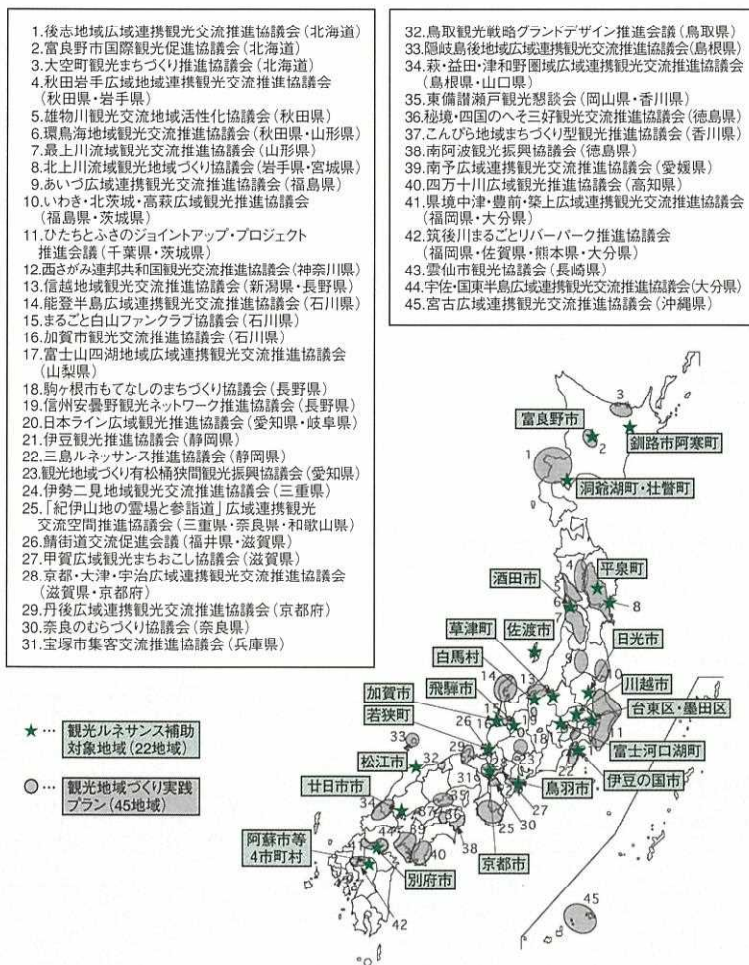 1.後志地域広域連携観光交流推進協議会(北海道)
2.富良野市国際観光促進協議会(北海道)
3.大空町観光まちづくり推進協議会(北海道)
4.秋田岩手広域地域連携観光交流推進協議会
(秋田県・岩手県)
5.雄物川観光交流地域活性化協議会(秋田県)
6.環鳥海地域観光交流推進協議会(秋田県・山形県)
7.最上川流域観光交流推進協議会(山形県)
8.北上川流域観光地域づくり協議会(岩手県・宮城県)
9.あいづ広域連携観光交流推進協議会(福島県)
10.いわき・北茨城・高萩広域観光推進協議会
(福島県・茨城県)
11.ひたちとふさのジョイントアップ・プロジェクト
推進会議(千葉県・茨城県)
12.西さがみ連邦共和国観光交流推進協議会(神奈川県)
13.信越地域観光交流推進協議会(新潟県・長野県)
14.能登半島広域連携観光交流推進協議会(石川県)
15.まるごと白山ファンクラブ協議会(石川県)
16.加賀市観光交流推進協議会(石川県)
17.富士山四湖地域広域連携観光交流推進協議会
(山梨県)
18.駒ヶ根市もてなしのまちづくり協議会(長野県)
19.信州安曇野観光ネットワーク推進協議会(長野県)
20.日本ライン広域観光推進協議会(愛知県・岐阜県)
21.伊豆観光推進協議会(静岡県)
22.三島ルネッサンス推進協議会(静岡県)
23.観光地域づくり有松桶狭間観光振興協議会(愛知県)
24.伊勢二見地域観光交流推進協議会(三重県)
25.「紀伊山地の霊場と参詣道」広域連携観光
交流空間推進協議会(三重県・奈良県・和歌山県)
26.鯖街道交流促進会議(福井県・滋賀県)
27.甲賀広域観光まちおこし協議会(滋賀県)
28.京都・大津・宇治広域連携観光交流推進協議会
(滋賀県・京都府)
29.丹後広域連携観光交流推進協議会(京都府)
30.奈良のむらづくり協議会(奈良県)
31.宝塚市集客交流推進協議会(兵庫県)
32.鳥取観光戦略グランドデザイン推進会議(鳥取県)
33.隠岐島後地域広域連携観光交流推進協議会(島根県)
34.萩・益田・津和野圏域広域連携観光交流推進協議会
(島根県・山口県)
35.東備讃瀬戸観光懇談会(岡山県・香川県)
36.秘境・四国のへそ三好観光交流推進協議会(徳島県)
37.こんぴら地域まちづくり型観光推進協議会(香川県)
38.南阿波観光振興協議会(徳島県)
39.南予広域連携観光交流推進協議会(愛媛県)
40.四万十川広域観光推進協議会(高知県)
41.県境中津・豊前・築上広域連携観光交流推進協議会
(福岡県・大分県)
42.筑後川まるごとリバーパーク推進協議会
(福岡県・佐賀県・熊本県・大分県)
43.雲仙市観光協議会(長崎県)
44.宇佐・国東半島広域連携観光交流推進協議会(大分県)
45.宮古広域連携観光交流推進協議会(沖縄県)
3
富良野市
2
釧路市阿寒町
1
洞爺湖町・壮瞥町
4
平泉町
酒田市
6
8
草津町
佐渡市
日光市
白馬村
9
14
13
10
加賀市
飛騨市
川越市
15
台東区・墨田区
若狭町
26
16
18
11
★… 観光ルネサンス補助
対象地域(22地域)
33
29
富士河口湖町
松江市
32
23
22
伊豆の国市
31
鳥羽市
…観光地域づくり実践
プラン(45地域)
廿日市市
35
27
34
37
36
30
25
44
39
40
38
阿蘇市等
4市町村
京都市
別府市
45
42